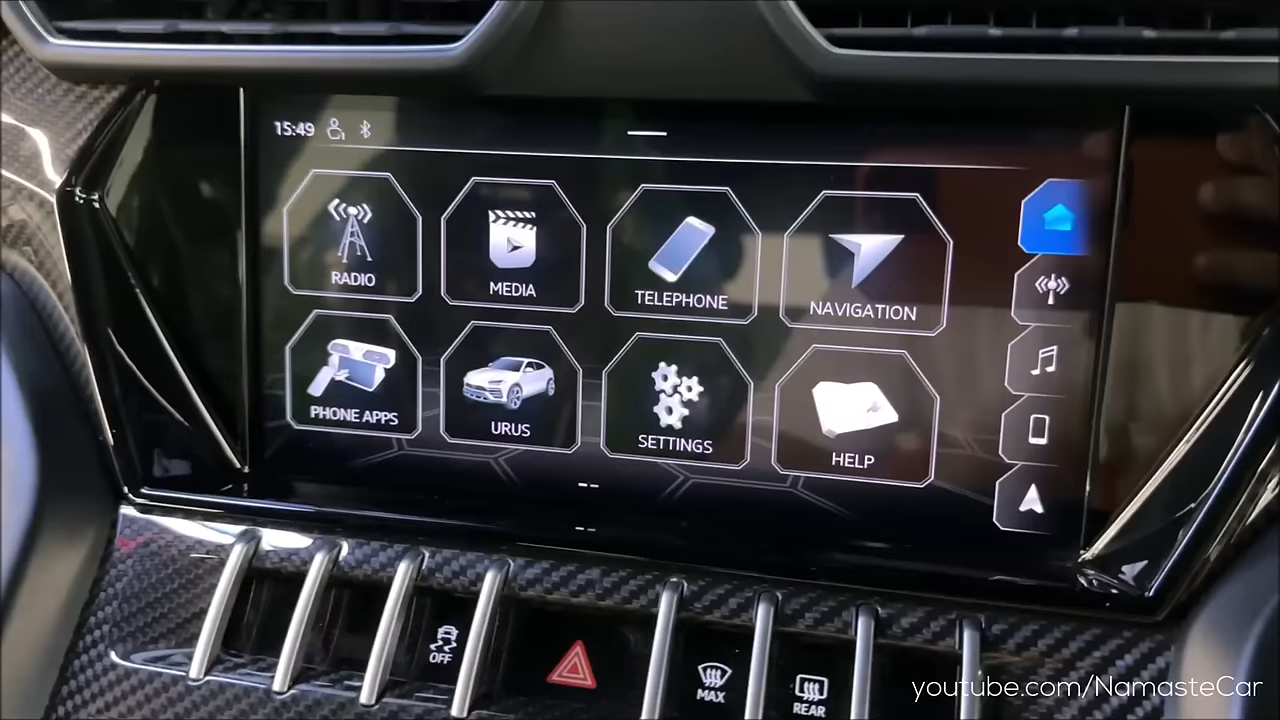 15:49
RADIO
MEDIA
TELEPHONE
NAVIGATION
PHONE APPS
URUS
SETTINGS
HELP
OFF
MAX
REAR
youtube.com/NamasteCar